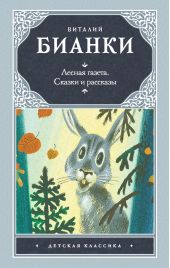 ВИТАЛИЙ
БИАНКИ
Лесная газета.
Сказки и рассказы
ДЕТСКАЯ КЛАССИКА